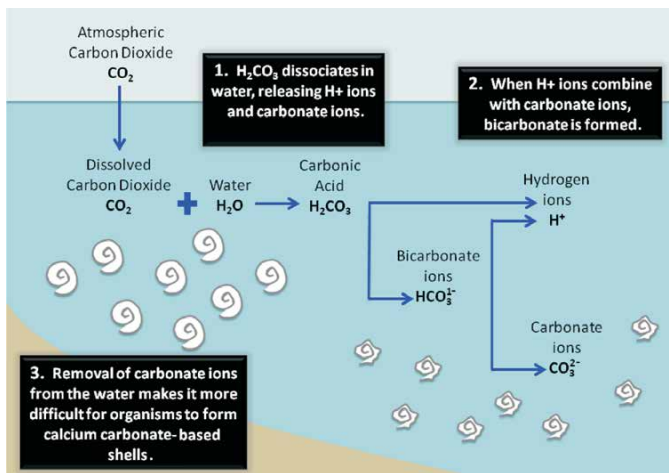 Atmospheric
Carbon Dioxide
CO₂
1. H₂CO₃ dissociates in
water, releasing H+ ions
and carbonate ions.
2. When H+ ions combine
with carbonate ions,
bicarbonate is formed.
Dissolved
Carbon Dioxide
CO₂
Water
H₂O
Carbonic
Acid
H₂CO₃
Hydrogen
ions
H⁺
Bicarbonate
ions
HCO₃¹⁻
Carbonate
ions
CO₃²⁻
3. Removal of carbonate ions
from the water makes it more
difficult for organisms to form
calcium carbonate- based
shells.